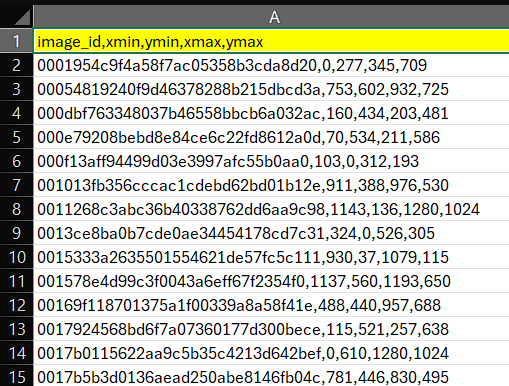 A
1 image_id,xmin,ymin,xmax,ymax
2 0001954c9f4a58f7ac05358b3cda8d20,0,277,345,709
3 00054819240f9d46378288b215dbcd3a,753,602,932,725
4 000dbf763348037b46558bbcb6a032ac,160,434,203,481
5 000e79208bebd8e84ce6c22fd8612a0d,70,534,211,586
6 000f13aff94499d03e3997afc55b0aa0,103,0,312,193
7 001013fb356cccac1cdebd62bd01b12e,911,388,976,530
8 0011268c3abc36b40338762dd6aa9c98,1143,136,1280,1024
9 0013ce8ba0b7cde0ae34454178cd7c31,324,0,526,305
10 0015333a2635501554621de57fc5c111,930,37,1079,115
11 001578e4d99c3f0043a6eff67f2354f0,1137,560,1193,650
12 00169f118701375a1f00339a8a58f41e,488,440,957,688
13 0017924568bd6f7a07360177d300bece,115,521,257,638
14 0017b0115622aa9c5b35c4213d642bef,0,610,1280,1024
15 0017b5b3d0136aead250abe8146fb04c,781,446,830,495